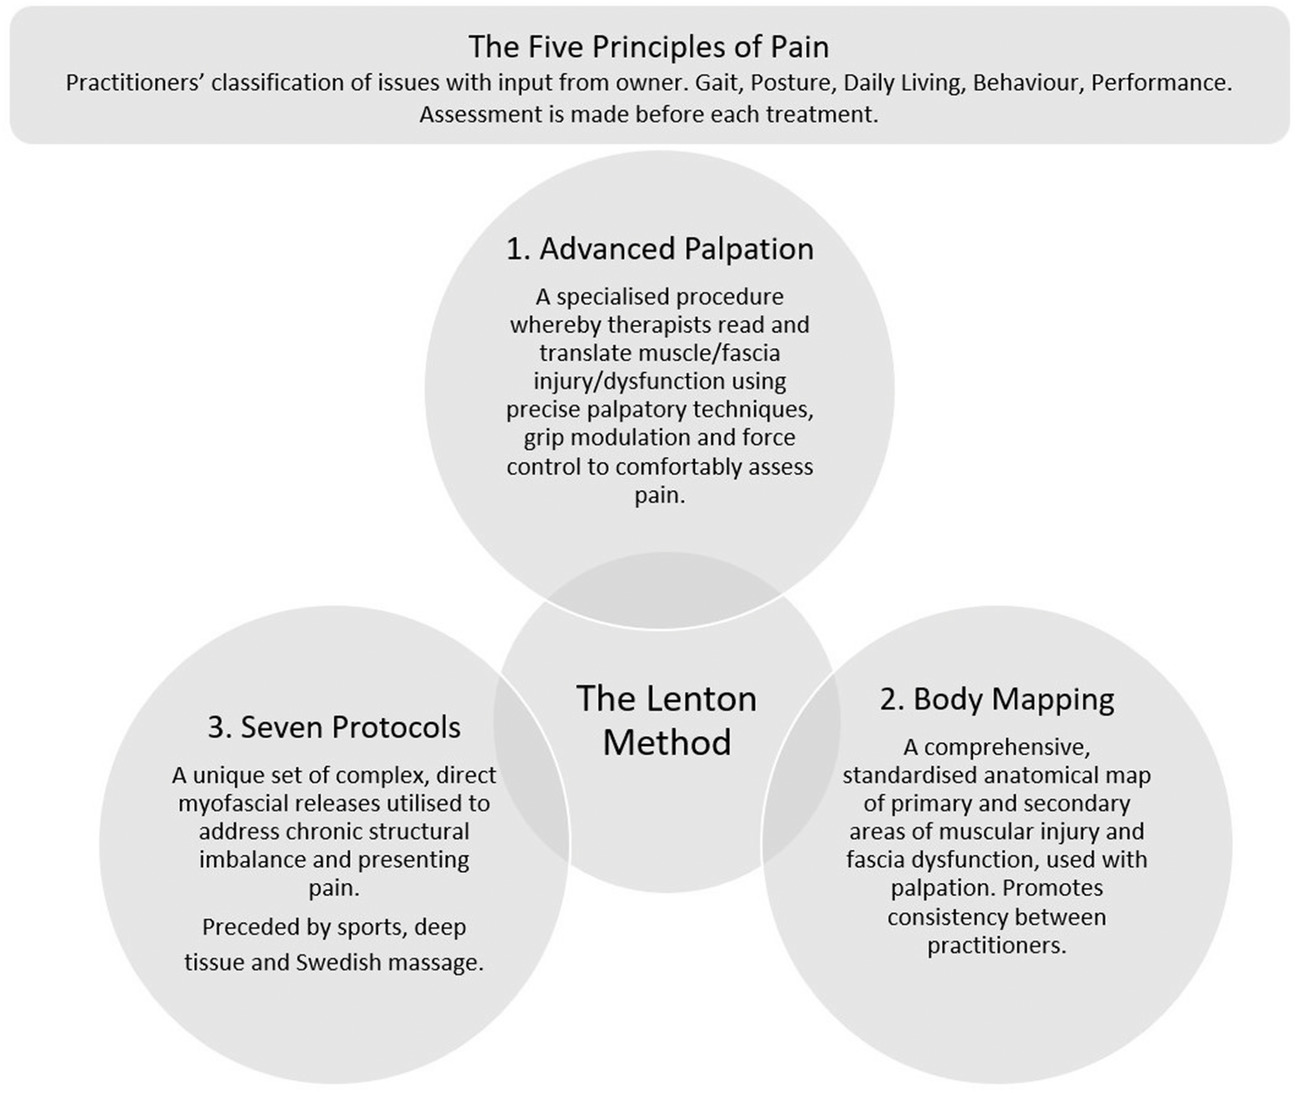 The Five Principles of Pain
Practitioners’ classification of issues with input from owner. Gait, Posture, Daily Living, Behaviour, Performance.
Assessment is made before each treatment.
1. Advanced Palpation
A specialised procedure
whereby therapists read and
translate muscle/fascia
injury/dysfunction using
precise palpatory techniques,
grip modulation and force
control to comfortably assess
pain.
The Lenton
Method
2. Body Mapping
A comprehensive,
standardised anatomical map
of primary and secondary
areas of muscular injury and
fascia dysfunction, used with
palpation. Promotes
consistency between
practitioners.
3. Seven Protocols
A unique set of complex, direct
myofascial releases utilised to
address chronic structural
imbalance and presenting
pain.
Preceded by sports, deep
tissue and Swedish massage.